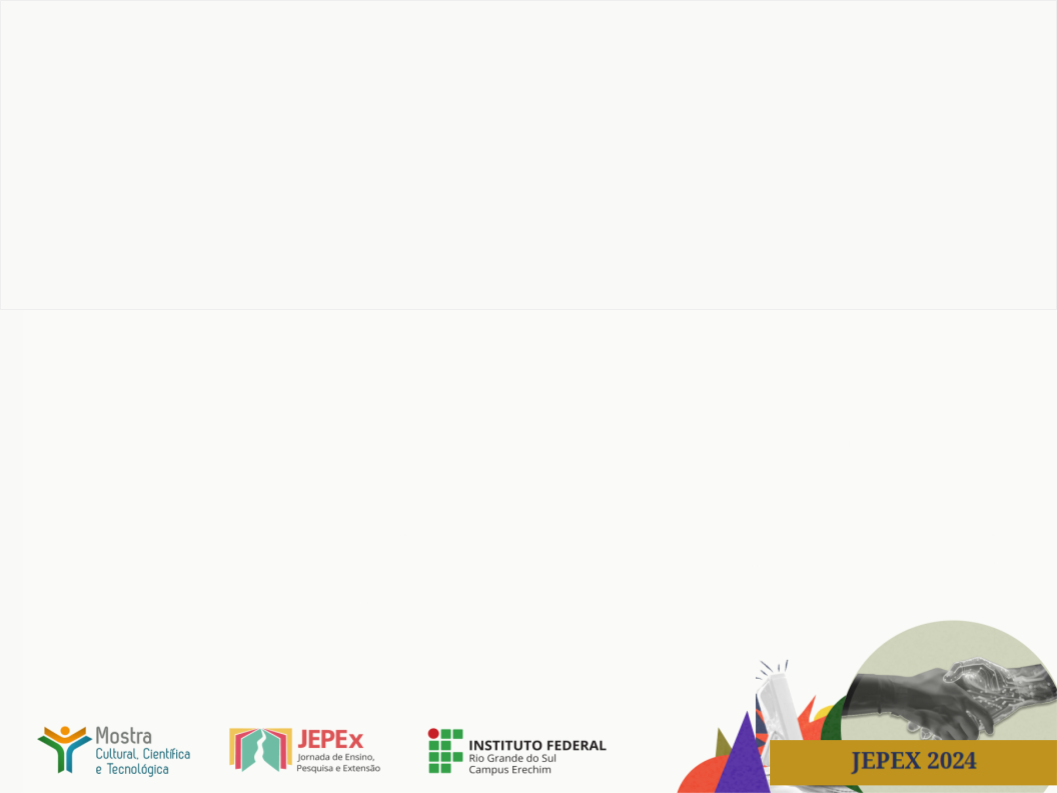 Mostra
Cultural, Científica
e Tecnológica
JEPEx
Jornada de Ensino,
Pesquisa e Extensão
INSTITUTO FEDERAL
Rio Grande do Sul
Campus Erechim
JEPEX 2024